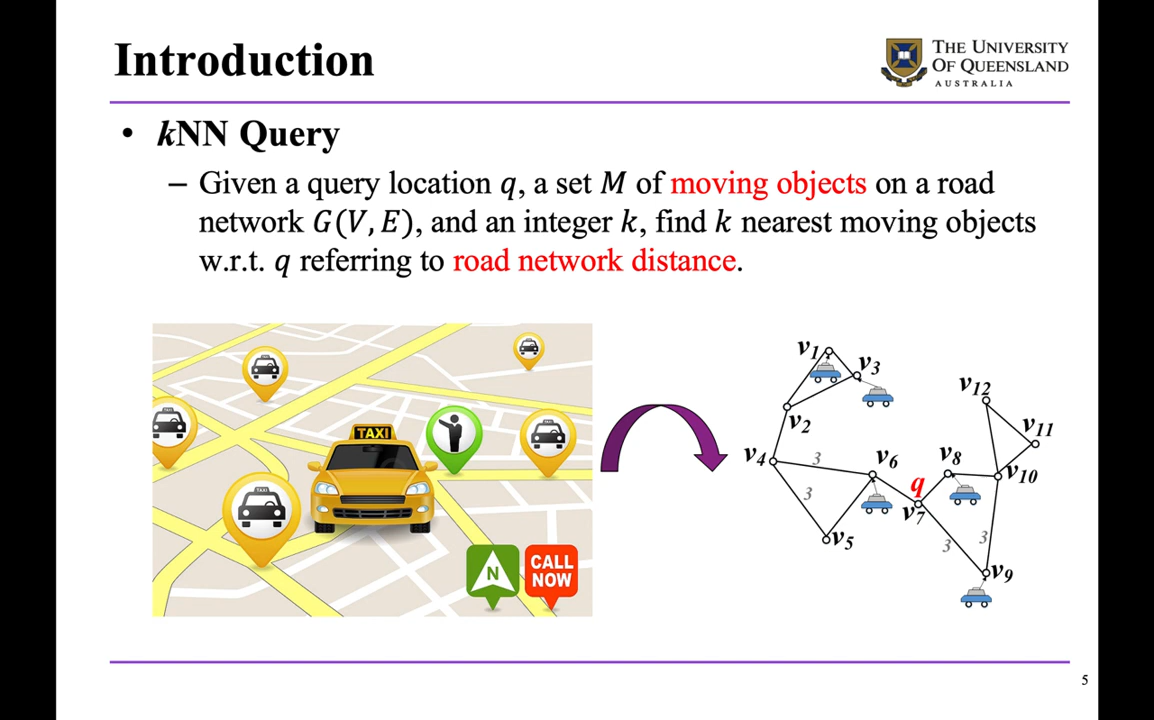 Introduction
THE UNIVERSITY
OF QUEENSLAND
AUSTRALIA
• kNN Query
– Given a query location q, a set M of moving objects on a road
network G(V, E), and an integer k, find k nearest moving objects
w.r.t. q referring to road network distance.
TAXI
N
CALL
NOW
v1
v3
v2
v4
3
3
v6
v5
q
v7
v8
v12
v11
v10
3
3
v9
5